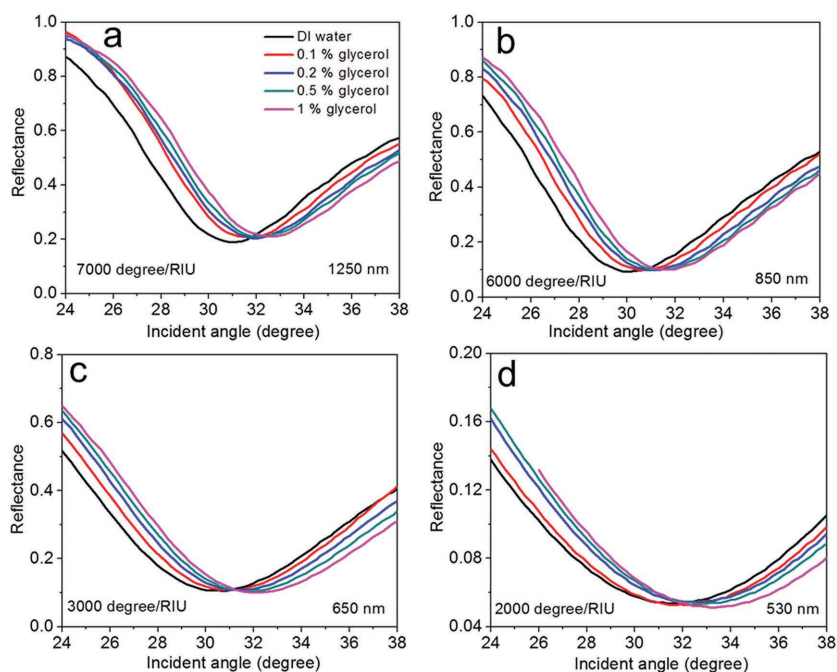 a
DI water
0.1 % glycerol
0.2 % glycerol
0.5 % glycerol
1 % glycerol
1.0
0.8
0.6
0.4
0.2
0.0
Reflectance
7000 degree/RIU
1250 nm
24 26 28 30 32 34 36 38
Incident angle (degree)
b
1.0
0.8
0.6
0.4
0.2
0.0
Reflectance
6000 degree/RIU
850 nm
24 26 28 30 32 34 36 38
Incident angle (degree)
c
0.8
0.6
0.4
0.2
0.0
Reflectance
3000 degree/RIU
650 nm
24 26 28 30 32 34 36 38
Incident angle (degree)
d
0.20
0.16
0.12
0.08
0.04
Reflectance
2000 degree/RIU
530 nm
24 26 28 30 32 34 36 38
Incident angle (degree)